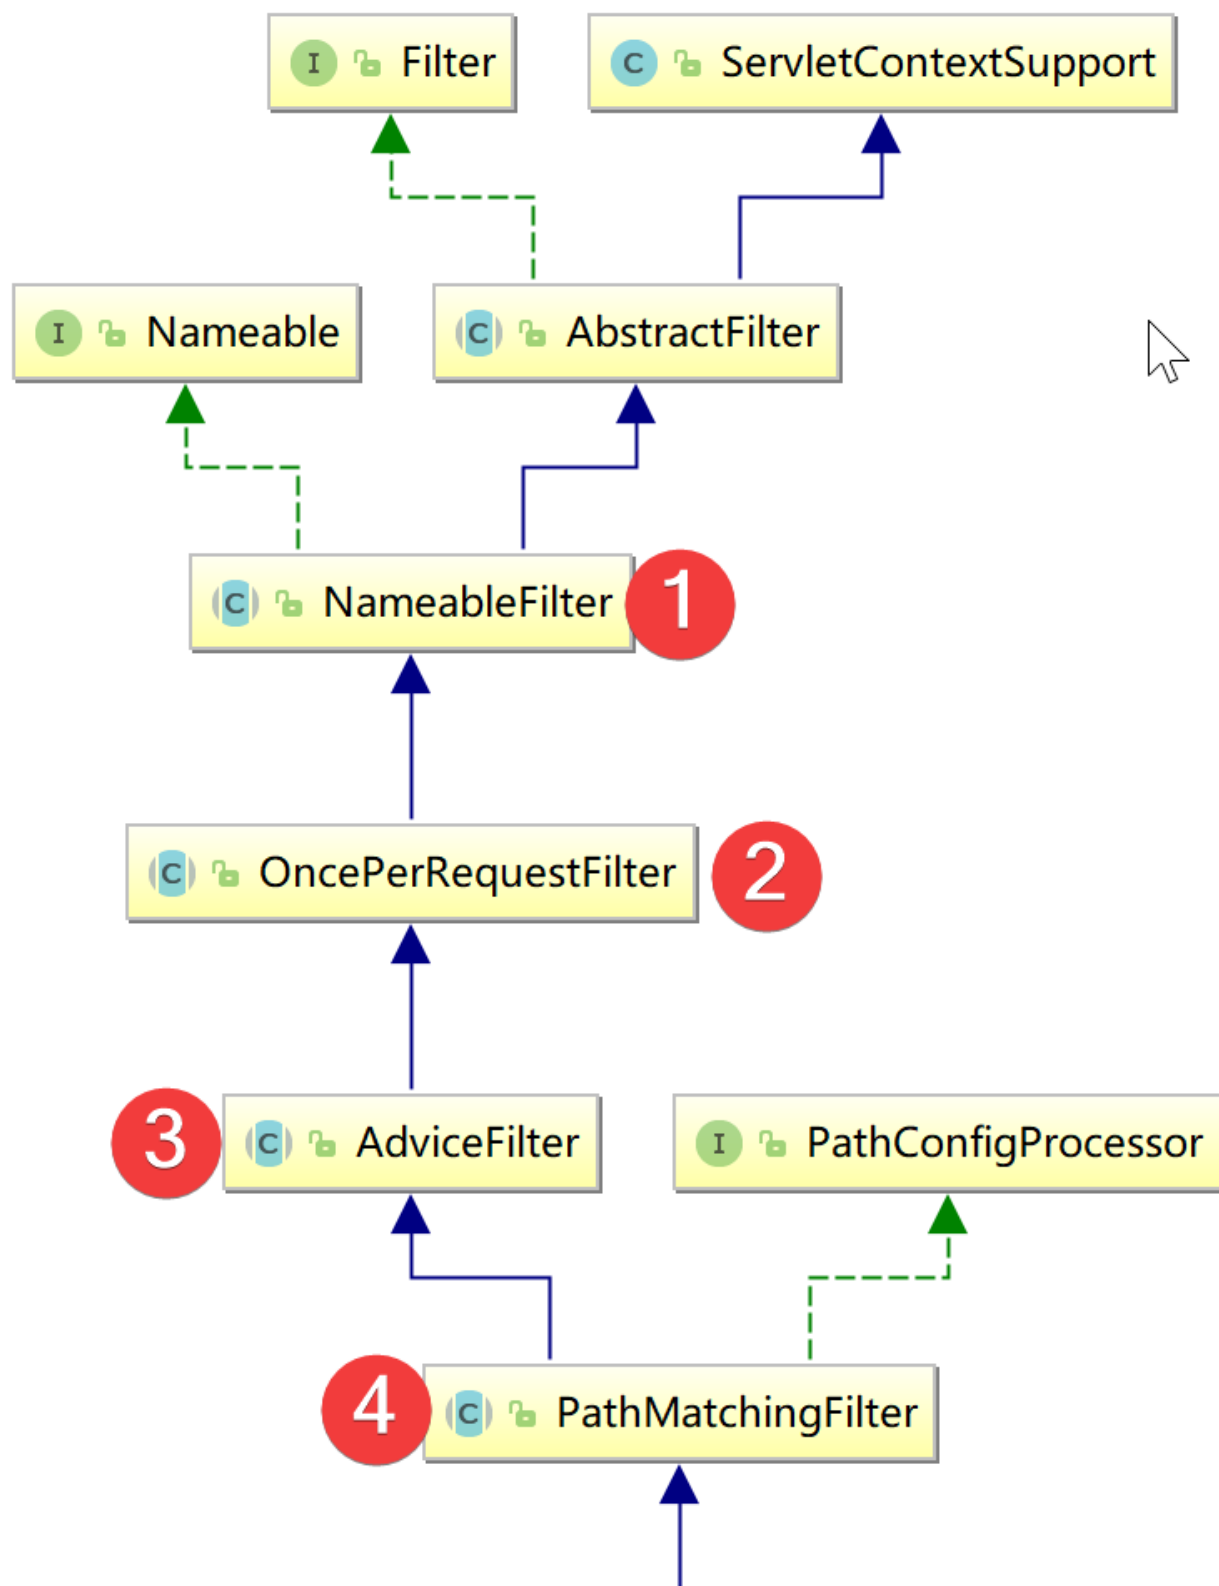 I Filter
C ServletContextSupport
I Nameable
C AbstractFilter
C NameableFilter 1
C OncePerRequestFilter 2
3 C AdviceFilter
I PathConfigProcessor
4 C PathMatchingFilter